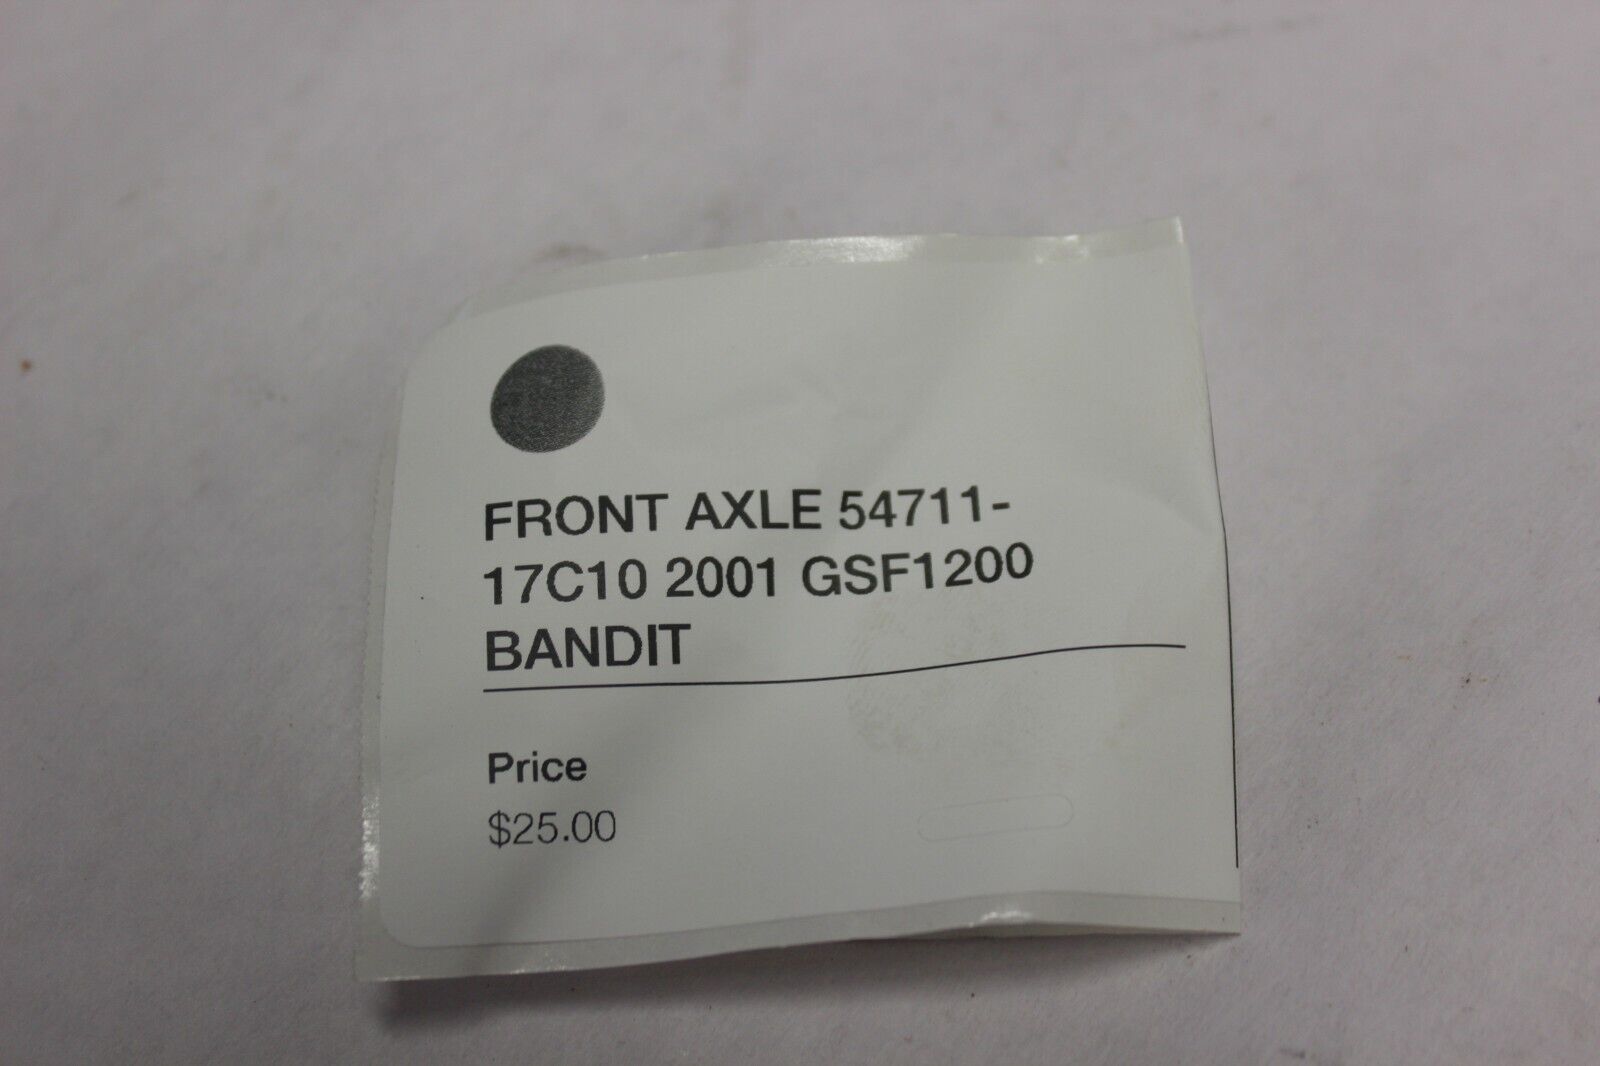 FRONT AXLE 54711-
17C10 2001 GSF1200
BANDIT
Price
$25.00